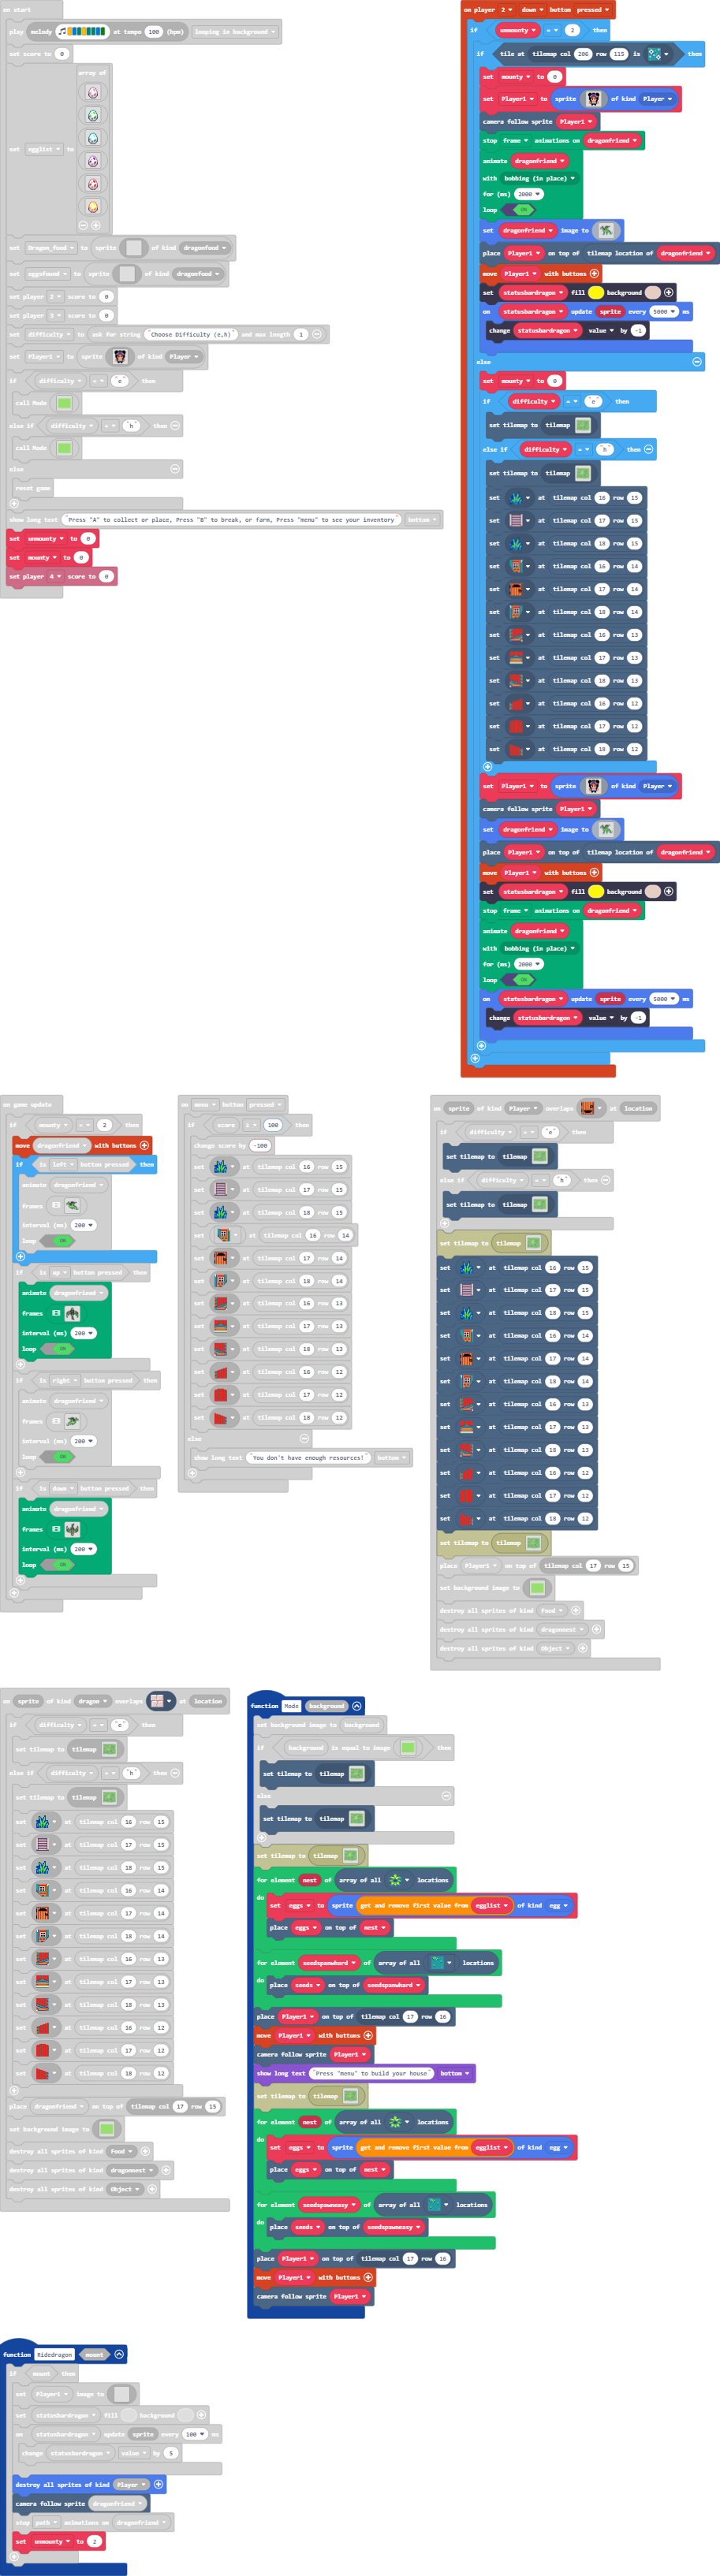 on start
play melody at tempo 100 (bpm) looping in background
set score to 0
array of
set egglist to
set Dragon_food to sprite of kind dragonfood
set eggsfoood to sprite of kind dragonfood
set player 2 score to 0
set player 3 score to 0
set difficulty to ask for string "Choose Difficulty (e,h)" and max length 1
set Player1 to sprite of kind Player
if difficulty = "e" then
call Mode
else if difficulty = "h" then
call Mode
else
reset game
show long text "Press "A" to collect or place, Press "B" to break, or farm, Press "menu" to see your inventory" bottom
set unmounty to 0
set mounty to 0
set player 4 score to 0
on player 2 down button pressed
if unmounty = 2 then
if tile at tilemap col 206 row 115 is then
set mounty to 0
set Player1 to sprite of kind Player
camera follow sprite Player1
stop frame animations on dragonfriend
animate dragonfriend
with bobbing (in place)
for (ms) 2000
loop ON
set dragonfriend image to
place Player1 on top of tilemap location of dragonfriend
move Player1 with buttons
set statusbardragon fill background
on statusbardragon update sprite every 5000 ms
change statusbardragon value by -1
else
set mounty to 0
if difficulty = "e" then
set tilemap to tilemap
else if difficulty = "h" then
set tilemap to tilemap
set at tilemap col 16 row 15
set at tilemap col 17 row 15
set at tilemap col 18 row 15
set at tilemap col 16 row 14
set at tilemap col 17 row 14
set at tilemap col 18 row 14
set at tilemap col 16 row 13
set at tilemap col 17 row 13
set at tilemap col 18 row 13
set at tilemap col 16 row 12
set at tilemap col 17 row 12
set at tilemap col 18 row 12
set Player1 to sprite of kind Player
camera follow sprite Player1
set dragonfriend image to
place Player1 on top of tilemap location of dragonfriend
move Player1 with buttons
set statusbardragon fill background
stop frame animations on dragonfriend
animate dragonfriend
with bobbing (in place)
for (ms) 2000
loop ON
on statusbardragon update sprite every 5000 ms
change statusbardragon value by -1
on game update
if mounty = 2 then
move dragonfriend with buttons
if is left button pressed then
animate dragonfriend
frames
interval (ms) 200
loop ON
if is up button pressed then
animate dragonfriend
frames
interval (ms) 200
loop ON
if is right button pressed then
animate dragonfriend
frames
interval (ms) 200
loop ON
if is down button pressed then
animate dragonfriend
frames
interval (ms) 200
loop ON
on menu button pressed
if score ≥ 100 then
change score by -100
set at tilemap col 16 row 15
set at tilemap col 17 row 15
set at tilemap col 18 row 15
set at tilemap col 16 row 14
set at tilemap col 17 row 14
set at tilemap col 18 row 14
set at tilemap col 16 row 13
set at tilemap col 17 row 13
set at tilemap col 18 row 13
set at tilemap col 16 row 12
set at tilemap col 17 row 12
set at tilemap col 18 row 12
else
show long text "You don't have enough resources!" bottom
on sprite of kind Player overlaps at location
if difficulty = "e" then
set tilemap to tilemap
else if difficulty = "h" then
set tilemap to tilemap
set tilemap to tilemap
set at tilemap col 16 row 15
set at tilemap col 17 row 15
set at tilemap col 18 row 15
set at tilemap col 16 row 14
set at tilemap col 17 row 14
set at tilemap col 18 row 14
set at tilemap col 16 row 13
set at tilemap col 17 row 13
set at tilemap col 18 row 13
set at tilemap col 16 row 12
set at tilemap col 17 row 12
set at tilemap col 18 row 12
set tilemap to tilemap
place Player1 on top of tilemap col 17 row 15
set background image to
destroy all sprites of kind Food
destroy all sprites of kind dragonnest
destroy all sprites of kind Object
on sprite of kind dragon overlaps at location
if difficulty = "e" then
set tilemap to tilemap
else if difficulty = "h" then
set tilemap to tilemap
set at tilemap col 16 row 15
set at tilemap col 17 row 15
set at tilemap col 18 row 15
set at tilemap col 16 row 14
set at tilemap col 17 row 14
set at tilemap col 18 row 14
set at tilemap col 16 row 13
set at tilemap col 17 row 13
set at tilemap col 18 row 13
set at tilemap col 16 row 12
set at tilemap col 17 row 12
set at tilemap col 18 row 12
place dragonfriend on top of tilemap col 17 row 15
set background image to
destroy all sprites of kind Food
destroy all sprites of kind dragonnest
destroy all sprites of kind Object
function Mode background
set background image to background
if background is equal to image then
set tilemap to tilemap
else
set tilemap to tilemap
set tilemap to tilemap
for element nest of array of all locations
do set eggs to sprite get and remove first value from egglist of kind egg
place eggs on top of nest
for element seedspawnhard of array of all locations
do place seeds on top of seedspawnhard
place Player1 on top of tilemap col 17 row 16
move Player1 with buttons
camera follow sprite Player1
show long text "Press "menu" to build your house" bottom
set tilemap to tilemap
for element nest of array of all locations
do set eggs to sprite get and remove first value from egglist of kind egg
place eggs on top of nest
for element seedspawneasy of array of all locations
do place seeds on top of seedspawneasy
place Player1 on top of tilemap col 17 row 16
move Player1 with buttons
camera follow sprite Player1
function Ridedragon mount
if mount then
set Player1 image to
set statusbardragon fill background
on statusbardragon update sprite every 100 ms
change statusbardragon value by 5
destroy all sprites of kind Player
camera follow sprite dragonfriend
stop path animations on dragonfriend
set unmounty to 2